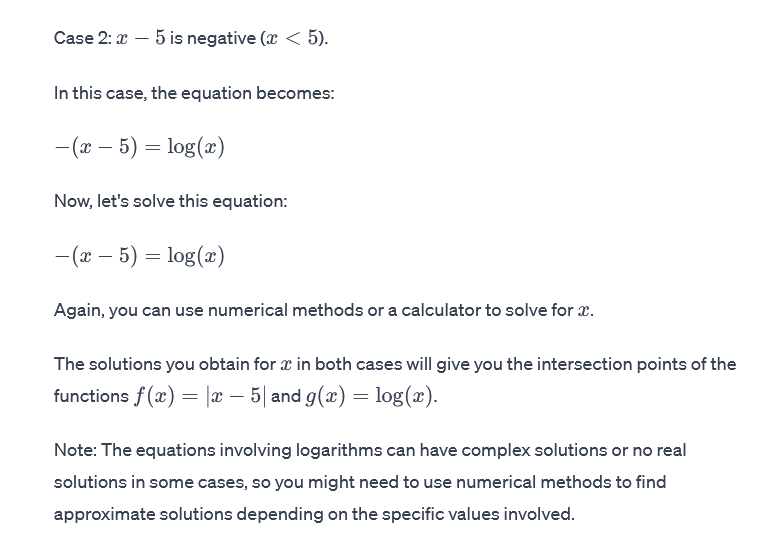 Case 2: x − 5 is negative (x < 5).
In this case, the equation becomes:
−(x − 5) = log(x)
Now, let's solve this equation:
−(x − 5) = log(x)
Again, you can use numerical methods or a calculator to solve for x.
The solutions you obtain for x in both cases will give you the intersection points of the
functions f(x) = |x − 5| and g(x) = log(x).
Note: The equations involving logarithms can have complex solutions or no real
solutions in some cases, so you might need to use numerical methods to find
approximate solutions depending on the specific values involved.